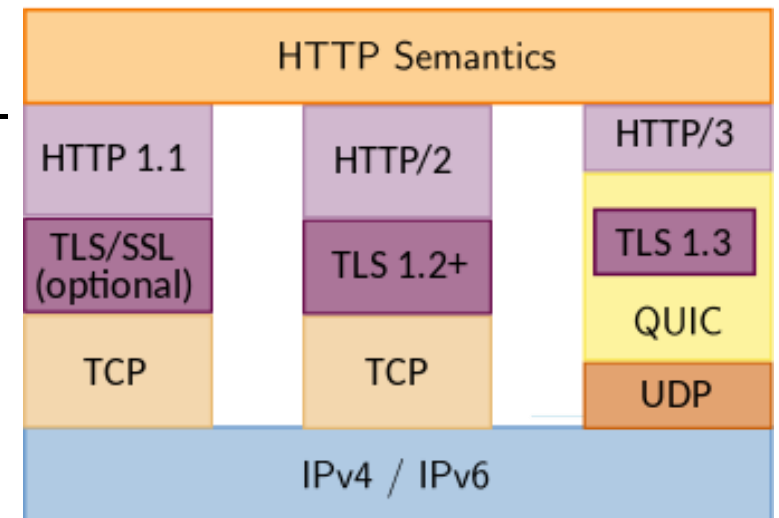 HTTP Semantics
HTTP 1.1
TLS/SSL
(optional)
TCP
HTTP/2
TLS 1.2+
TCP
HTTP/3
TLS 1.3
QUIC
UDP
IPv4 / IPv6